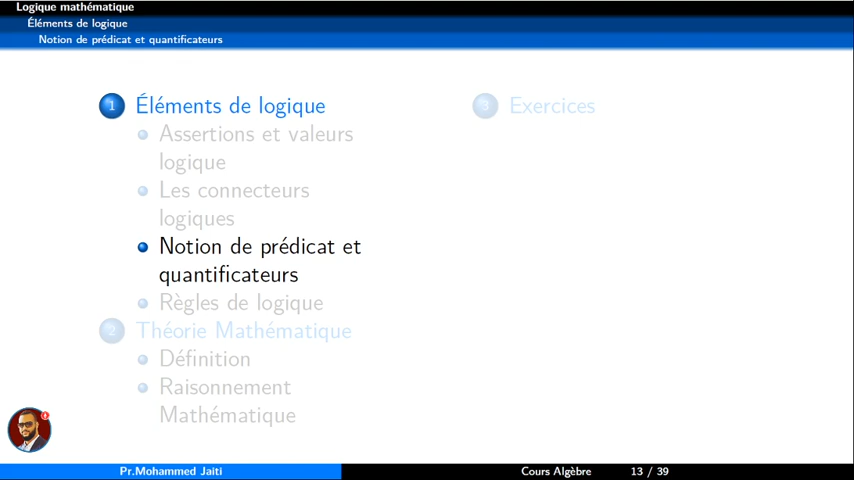 Logique mathématique
Éléments de logique
Notion de prédicat et quantificateurs
1 Éléments de logique
Assertions et valeurs
logique
Les connecteurs
logiques
Notion de prédicat et
quantificateurs
Règles de logique
2 Théorie Mathématique
Définition
Raisonnement
Mathématique
3 Exercices
Pr.Mohammed Jaiti
Cours Algèbre 13 / 39